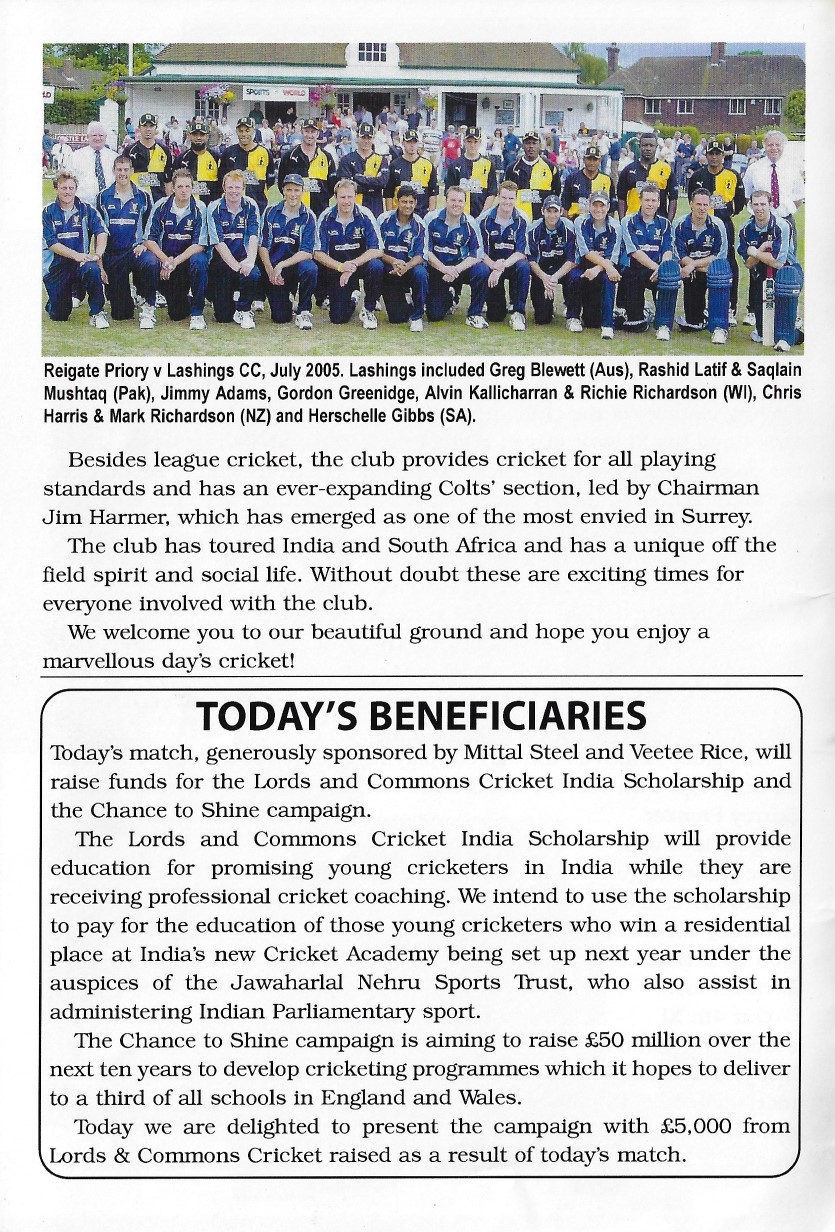 SPORTS WORLD
Reigate Priory v Lashings CC, July 2005. Lashings included Greg Blewett (Aus), Rashid Latif & Saqlain
Mushtaq (Pak), Jimmy Adams, Gordon Greenidge, Alvin Kallicharran & Richie Richardson (WI), Chris
Harris & Mark Richardson (NZ) and Herschelle Gibbs (SA).
Besides league cricket, the club provides cricket for all playing
standards and has an ever-expanding Colts' section, led by Chairman
Jim Harmer, which has emerged as one of the most envied in Surrey.
The club has toured India and South Africa and has a unique off the
field spirit and social life. Without doubt these are exciting times for
everyone involved with the club.
We welcome you to our beautiful ground and hope you enjoy a
marvellous day's cricket!
TODAY'S BENEFICIARIES
Today's match, generously sponsored by Mittal Steel and Veetee Rice, will
raise funds for the Lords and Commons Cricket India Scholarship and
the Chance to Shine campaign.
The Lords and Commons Cricket India Scholarship will provide
education for promising young cricketers in India while they are
receiving professional cricket coaching. We intend to use the scholarship
to pay for the education of those young cricketers who win a residential
place at India's new Cricket Academy being set up next year under the
auspices of the Jawaharlal Nehru Sports Trust, who also assist in
administering Indian Parliamentary sport.
The Chance to Shine campaign is aiming to raise £50 million over the
next ten years to develop cricketing programmes which it hopes to deliver
to a third of all schools in England and Wales.
Today we are delighted to present the campaign with £5,000 from
Lords & Commons Cricket raised as a result of today's match.